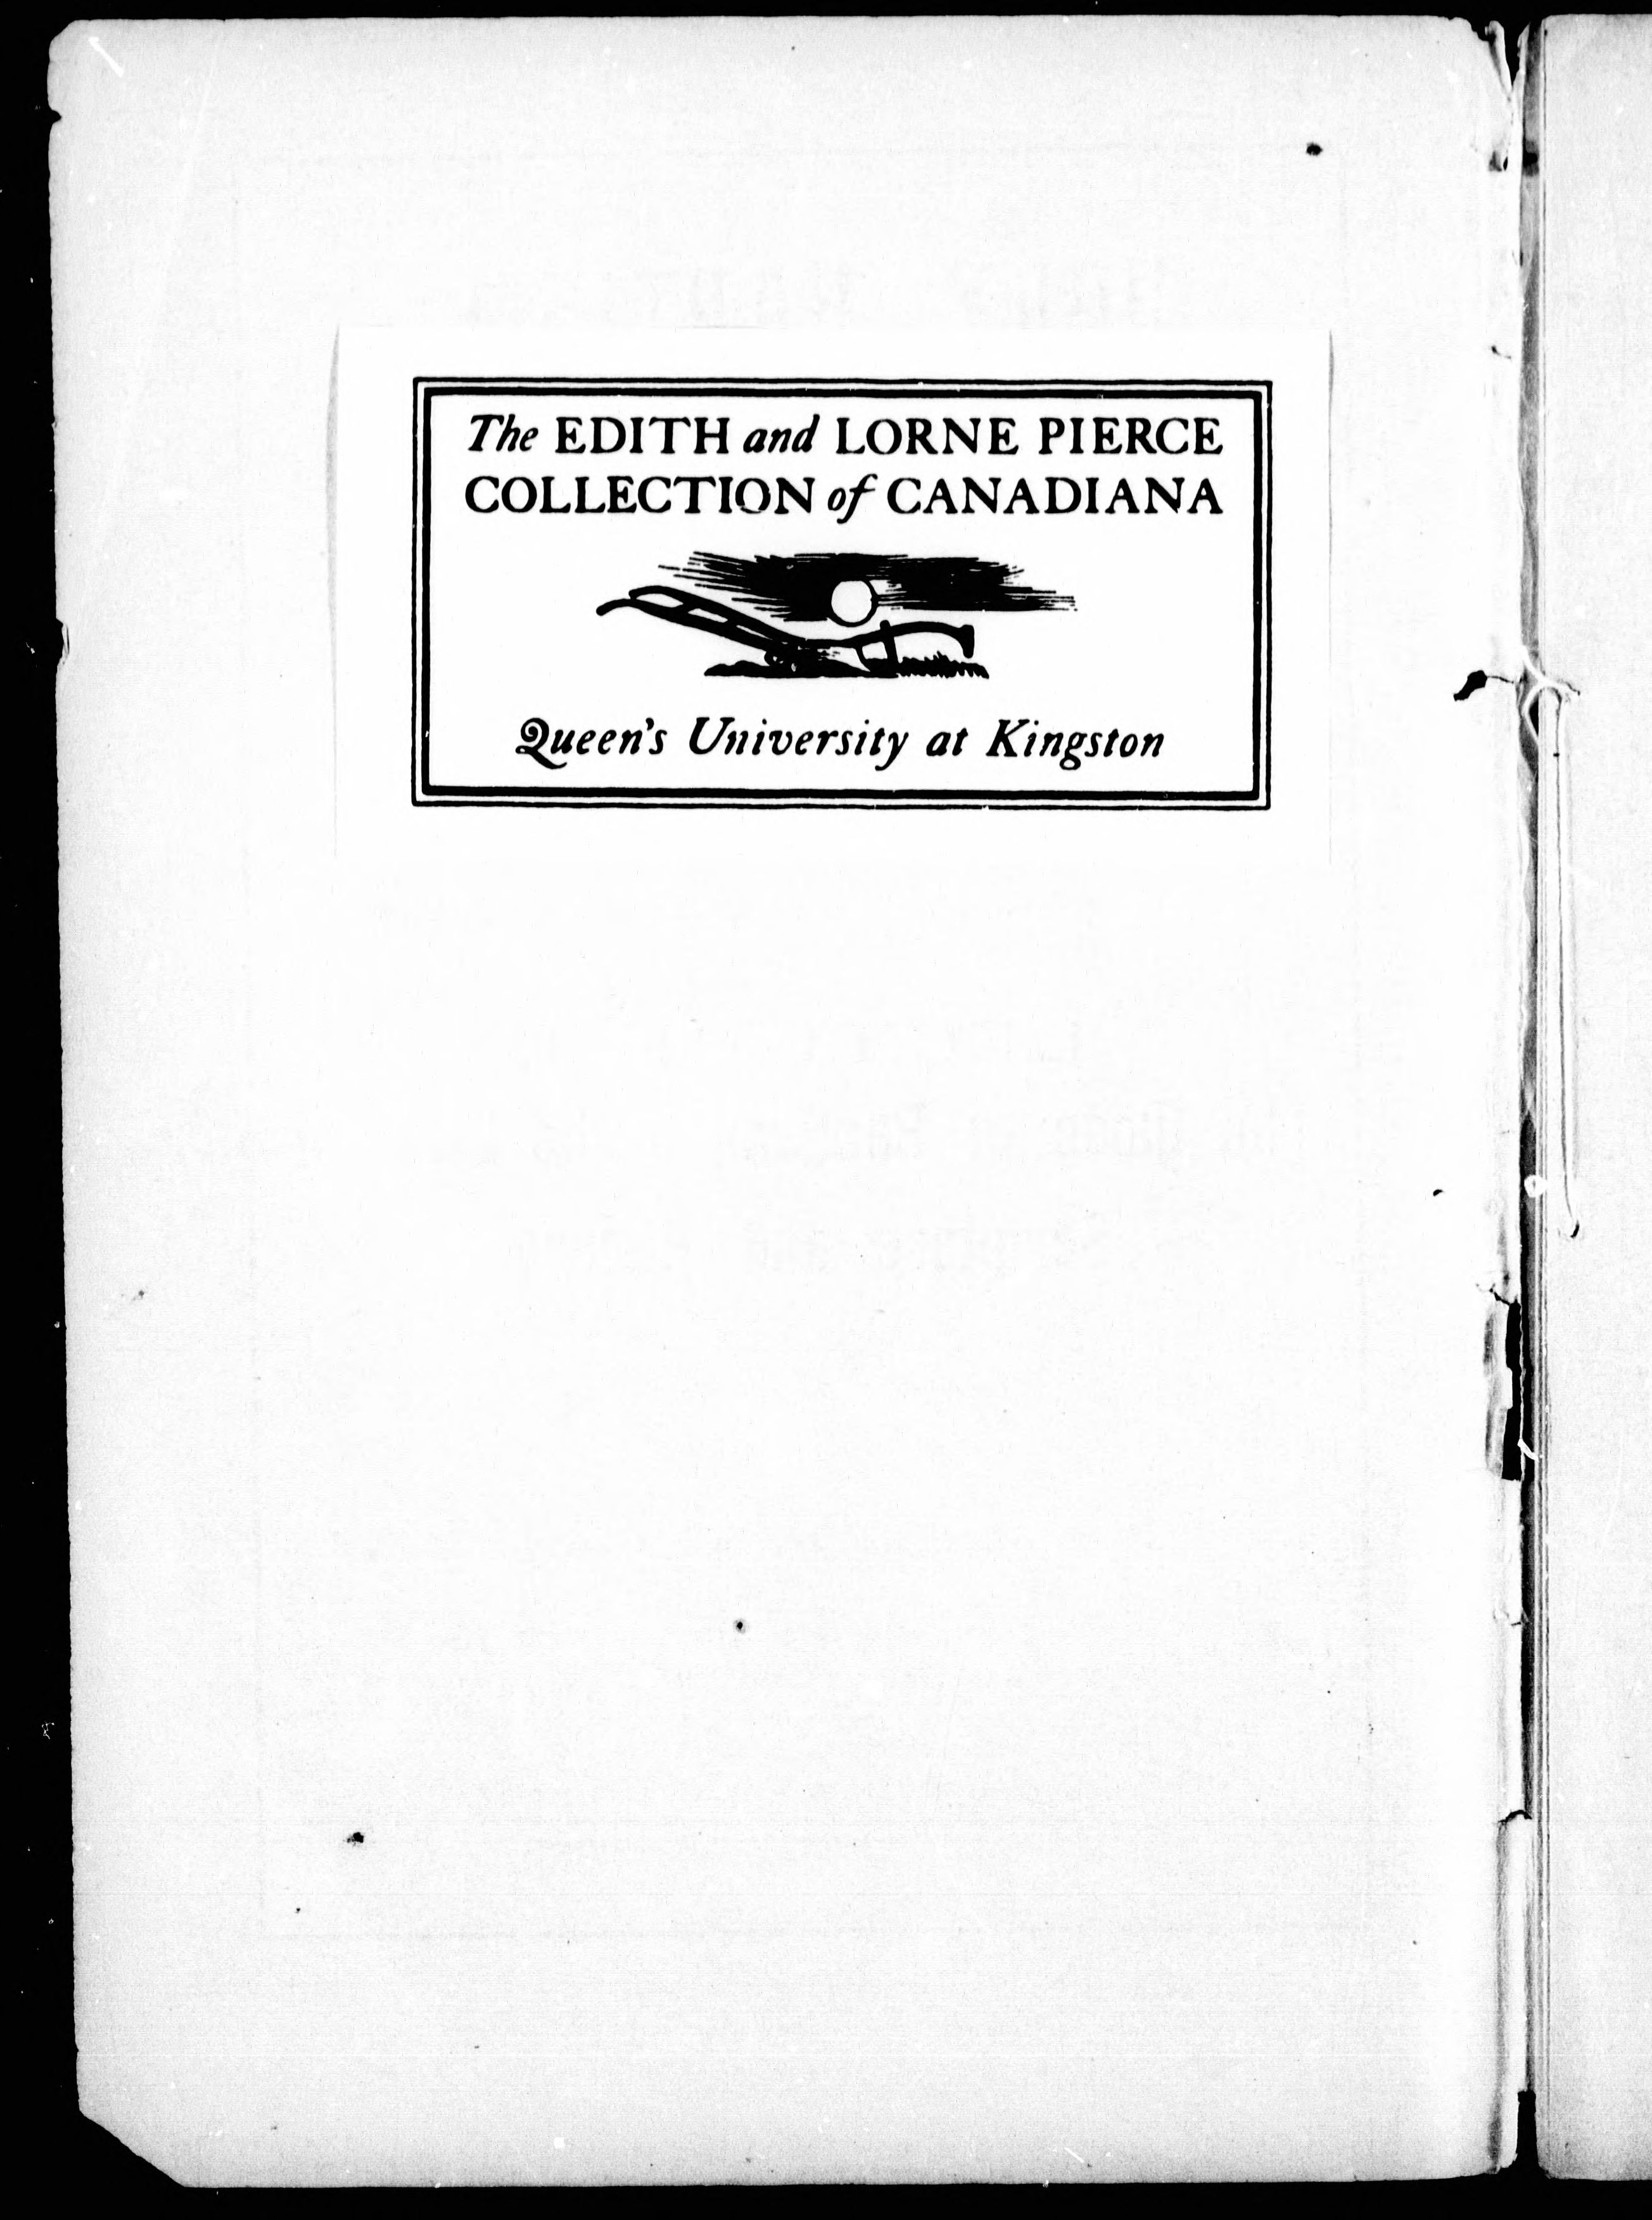 The EDITH and LORNE PIERCE
COLLECTION of CANADIANA
Queen's University at Kingston